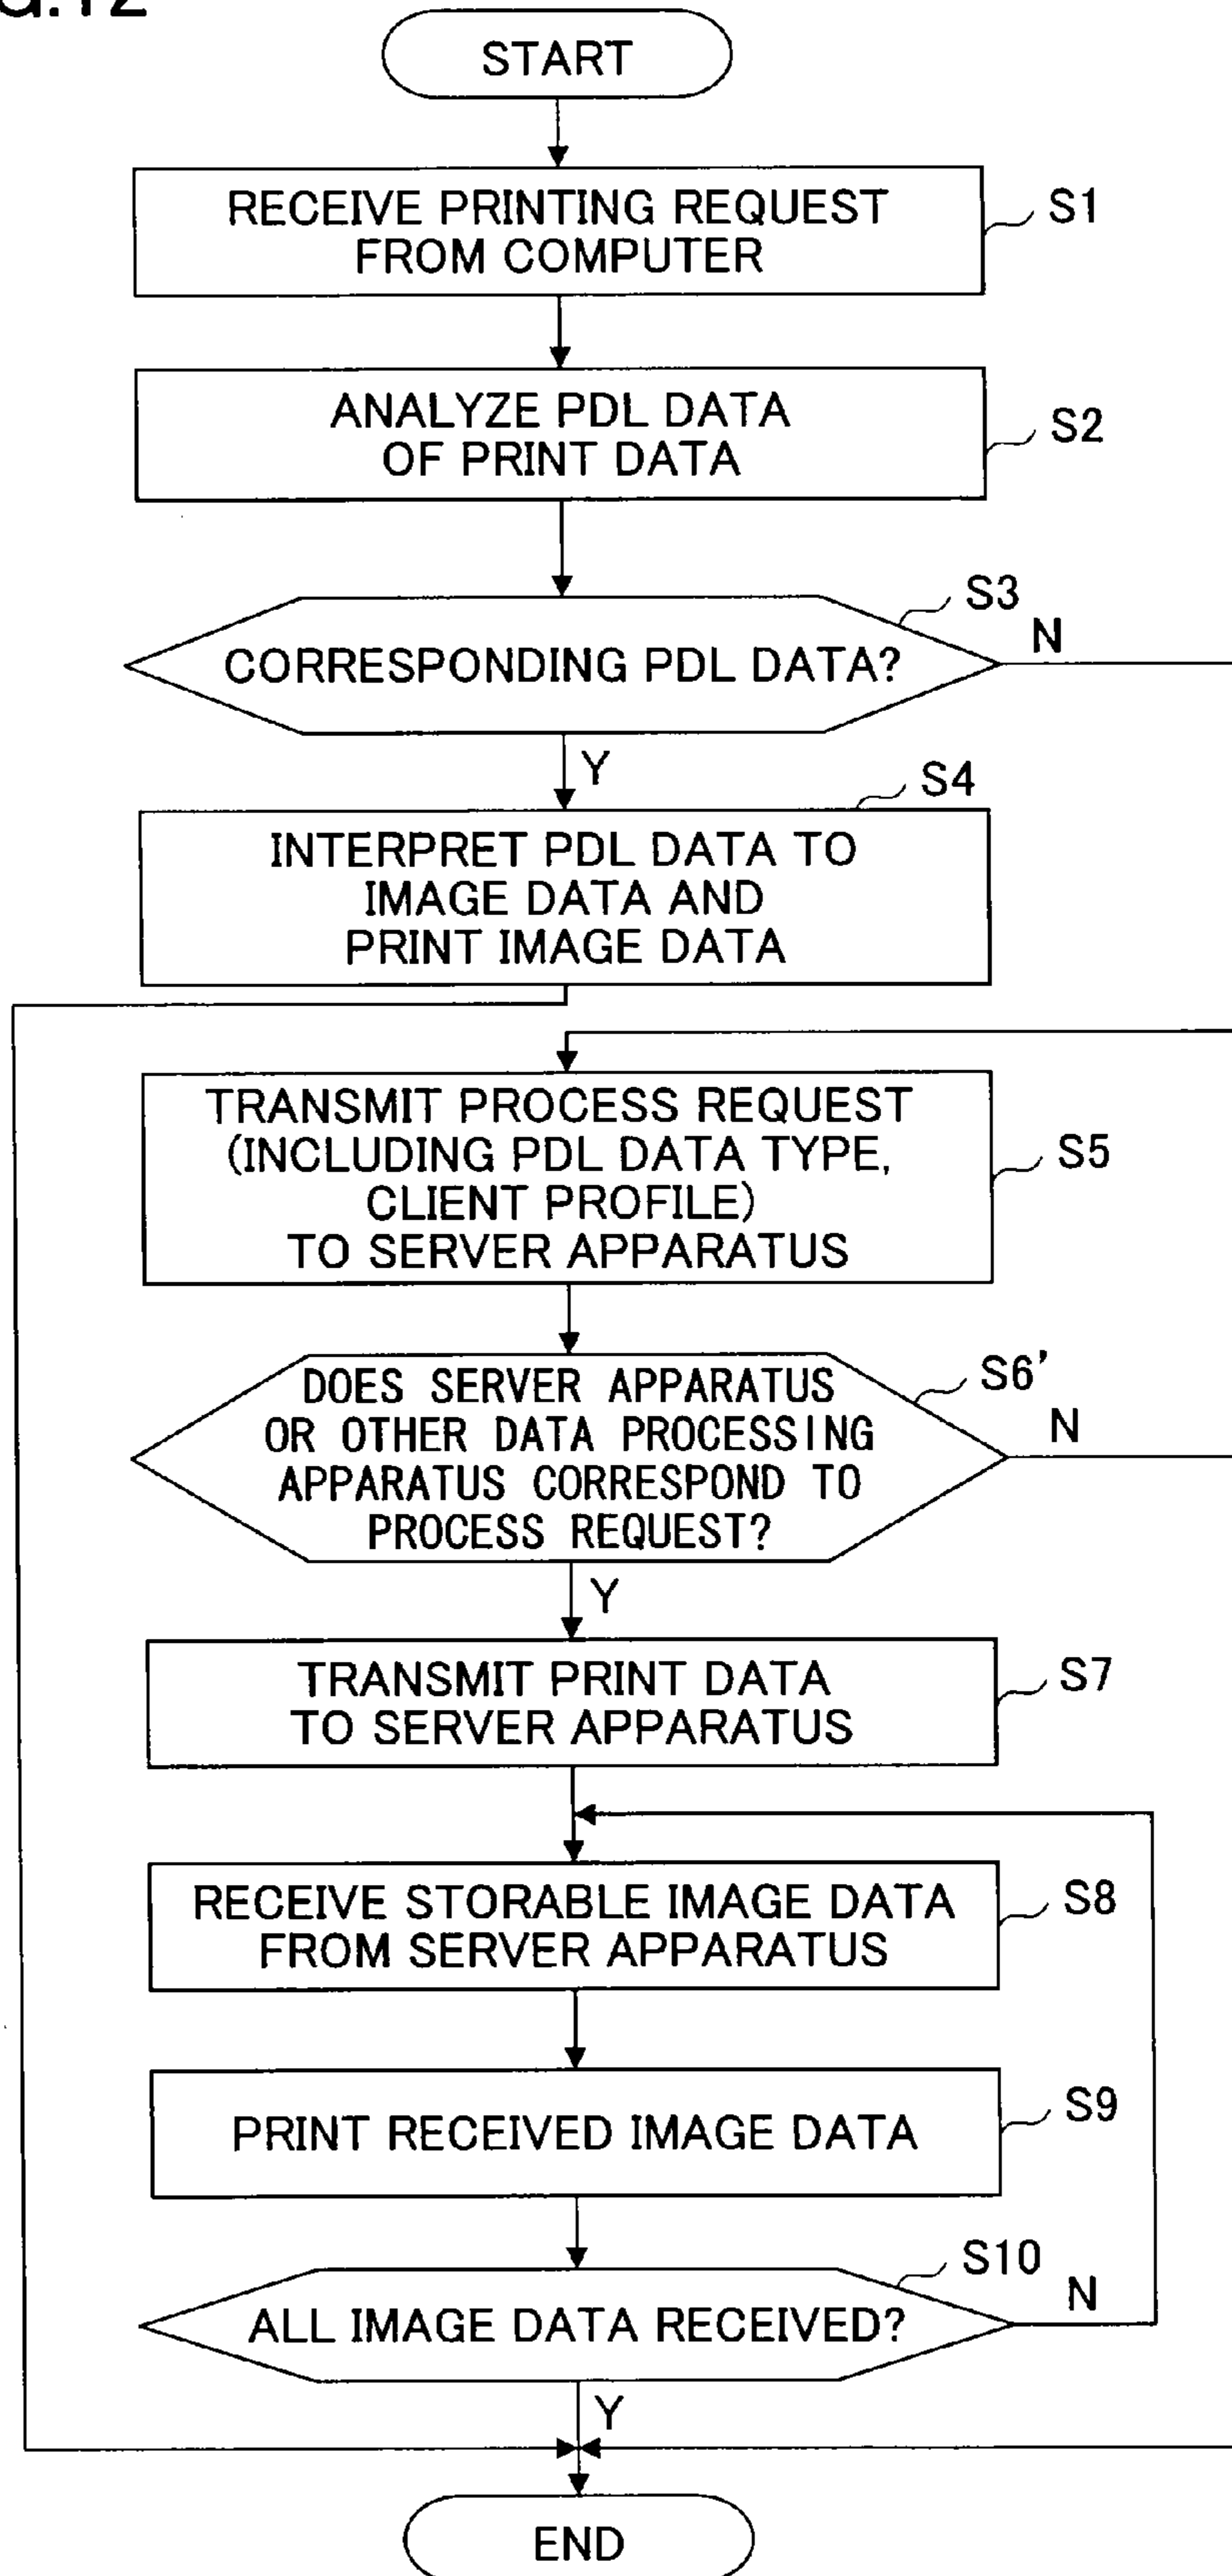 START
RECEIVE PRINTING REQUEST
FROM COMPUTER
S1
ANALYZE PDL DATA
OF PRINT DATA
S2
S3
CORRESPONDING PDL DATA?
N
Y
S4
INTERPRET PDL DATA TO
IMAGE DATA AND
PRINT IMAGE DATA
TRANSMIT PROCESS REQUEST
(INCLUDING PDL DATA TYPE,
CLIENT PROFILE)
TO SERVER APPARATUS
S5
S6'
DOES SERVER APPARATUS
OR OTHER DATA PROCESSING
APPARATUS CORRESPOND TO
PROCESS REQUEST?
N
Y
TRANSMIT PRINT DATA
TO SERVER APPARATUS
S7
RECEIVE STORABLE IMAGE DATA
FROM SERVER APPARATUS
S8
PRINT RECEIVED IMAGE DATA
S9
S10
ALL IMAGE DATA RECEIVED?
N
Y
END